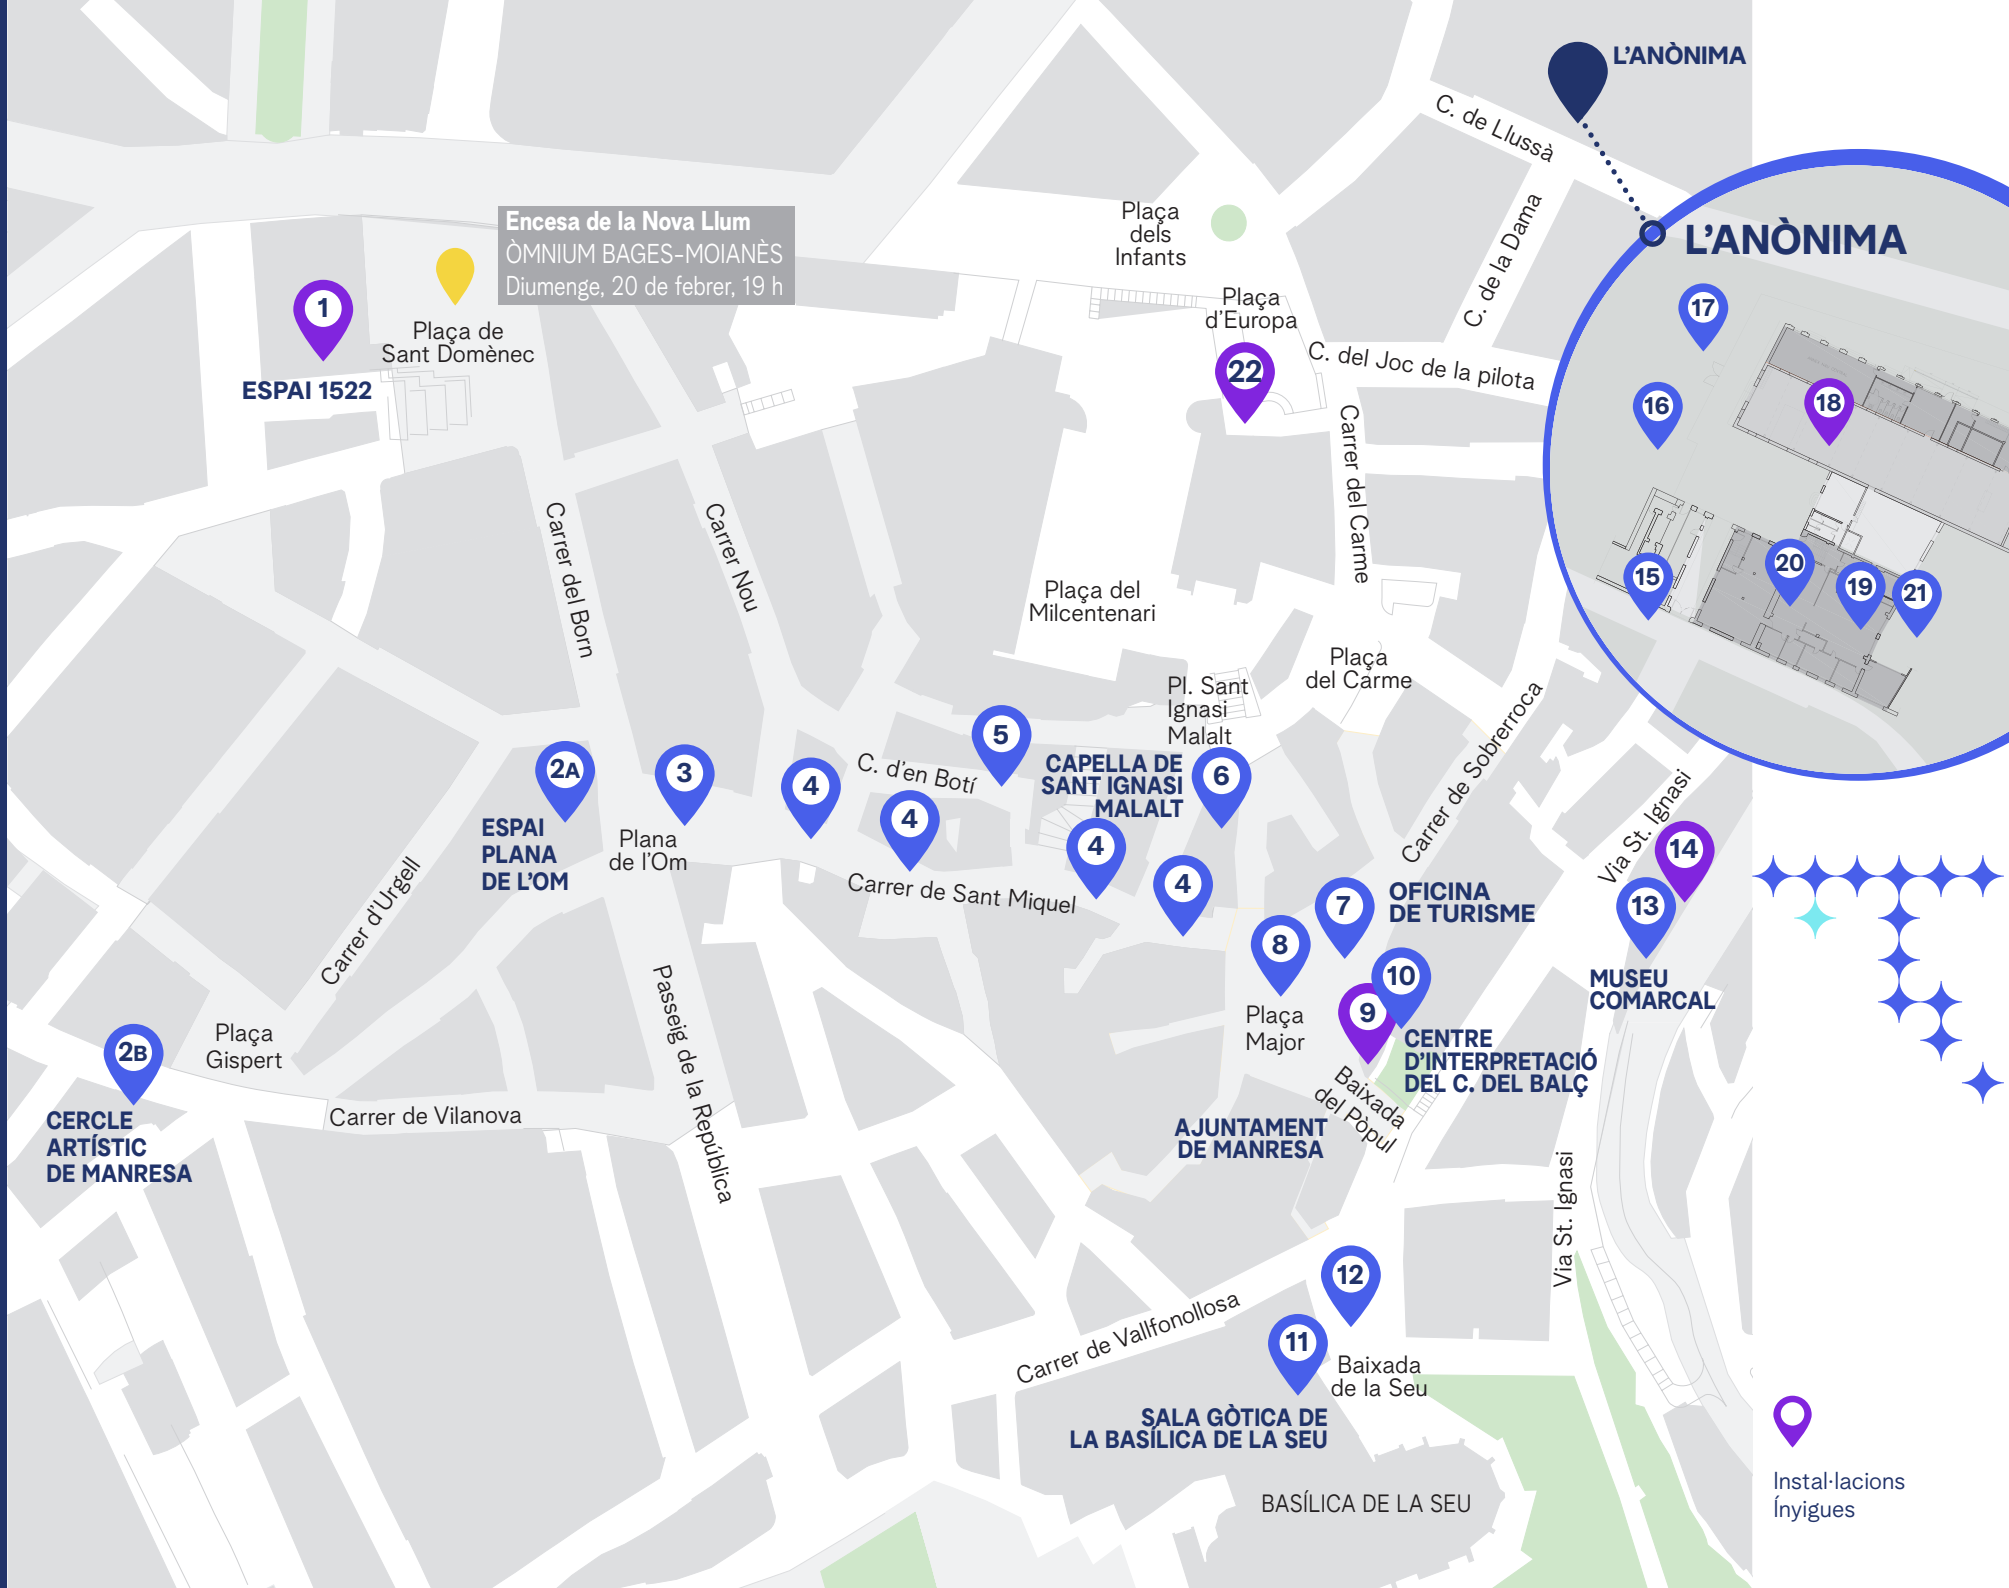 L'ANÒNIMA
C. de Llussà
C. de la Dama
L'ANÒNIMA
Plaça
dels
Infants
Encesa de la Nova Llum
ÒMNIUM BAGES-MOIANÈS
Diumenge, 20 de febrer, 19 h
1
ESPAI 1522
Plaça de
Sant Domènec
Plaça
d'Europa
22
C. del Joc de la pilota
Carrer del Carme
17
16
18
15
20
19
21
Carrer del Born
Carrer Nou
Plaça del
Milcentenari
Plaça
del Carme
Pl. Sant
Ignasi
Malalt
Carrer de Sobrerroca
2A
ESPAI
PLANA
DE L'OM
3
Plana
de l'Om
4
C. d'en Botí
4
5
CAPELLA DE
SANT IGNASI
MALALT
6
4
4
Carrer de Sant Miquel
Via St. Ignasi
14
13
MUSEU
COMARCAL
7
OFICINA
DE TURISME
8
Plaça
Major
10
9
CENTRE
D'INTERPRETACIÓ
DEL C. DEL BALÇ
Baixada
del Pòpul
AJUNTAMENT
DE MANRESA
Carrer d'Urgell
Plaça
Gispert
2B
CERCLE
ARTÍSTIC
DE MANRESA
Carrer de Vilanova
Passeig de la República
Via St. Ignasi
12
11
Carrer de Vallfonollosa
Baixada
de la Seu
SALA GÒTICA DE
LA BASÍLICA DE LA SEU
BASÍLICA DE LA SEU
Instal·lacions
Ínyigues